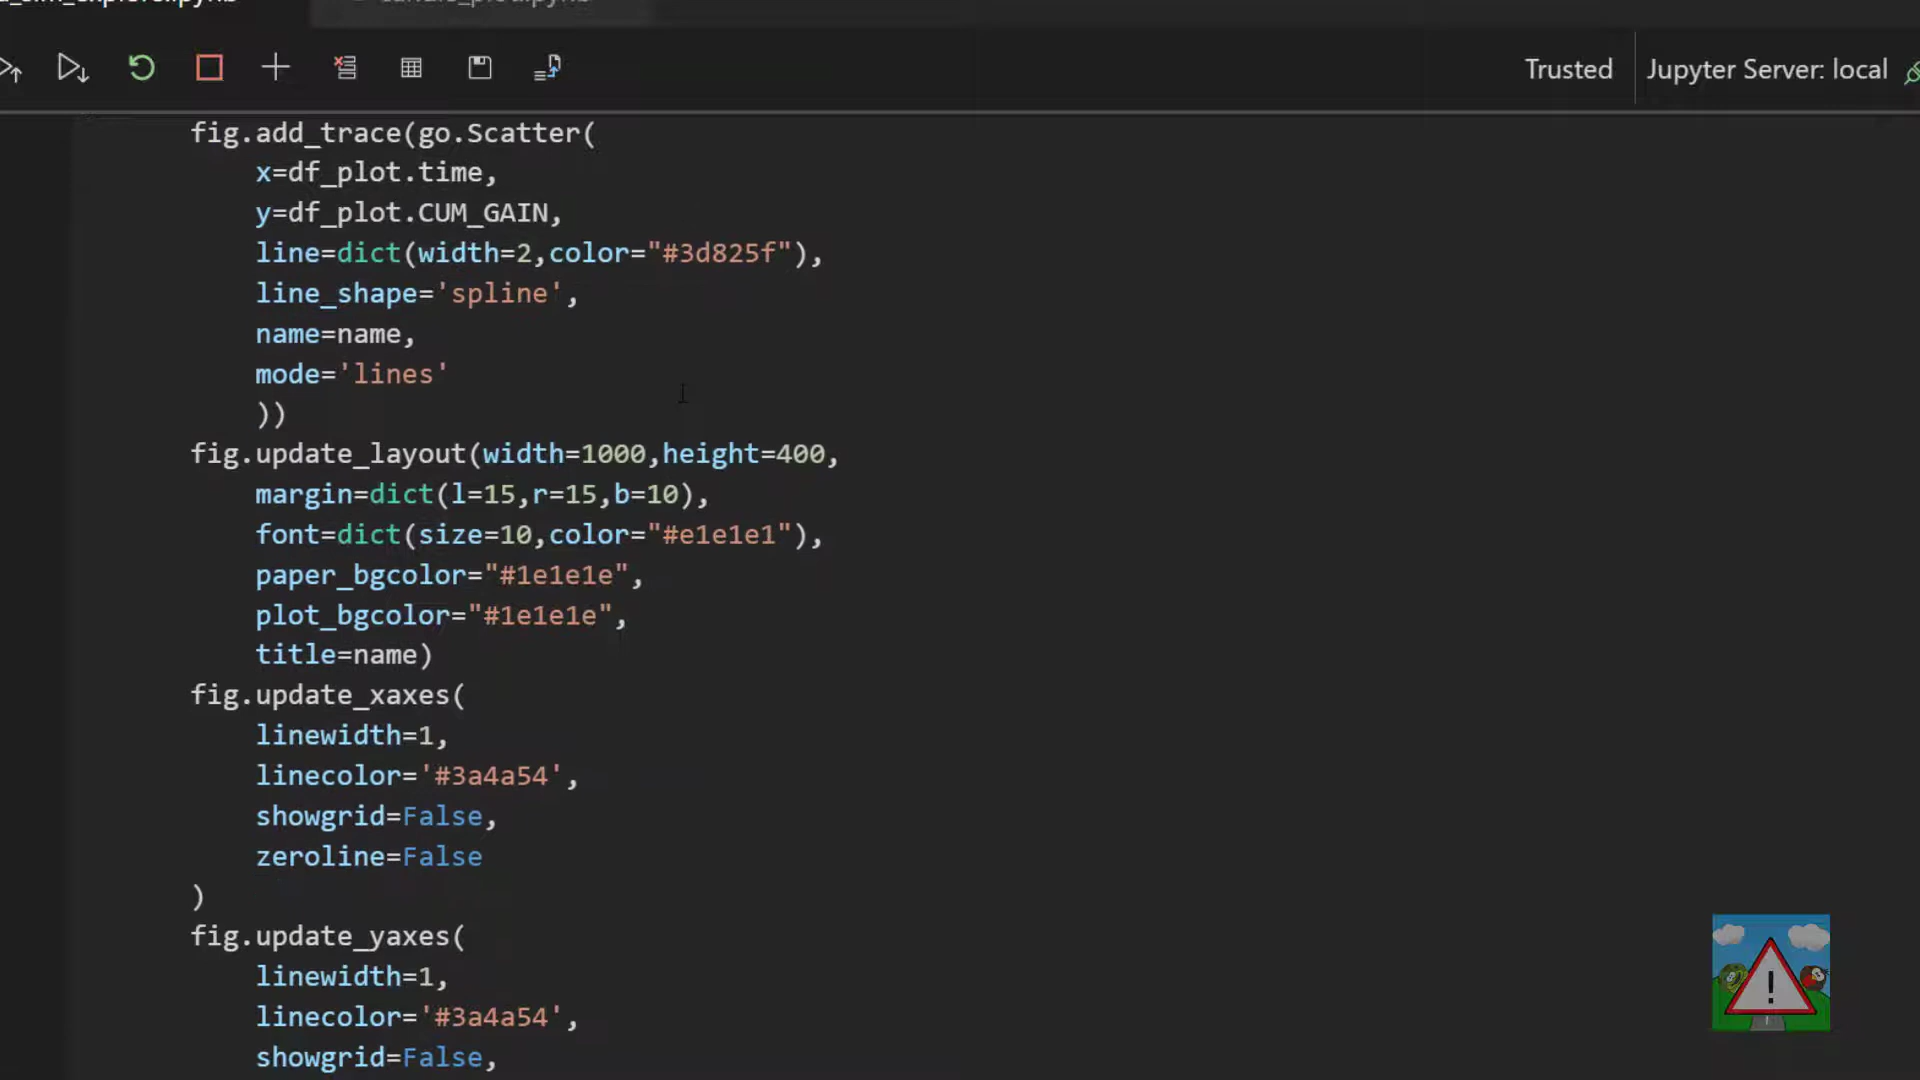 Trusted
Jupyter Server: local
fig.add_trace(go.Scatter(
x=df_plot.time,
y=df_plot.CUM_GAIN,
line=dict(width=2,color="#3d825f"),
line_shape='spline',
name=name,
mode='lines'
))
fig.update_layout(width=1000,height=400,
margin=dict(l=15,r=15,b=10),
font=dict(size=10,color="#e1e1e1"),
paper_bgcolor="#1e1e1e",
plot_bgcolor="#1e1e1e",
title=name)
fig.update_xaxes(
linewidth=1,
linecolor='#3a4a54',
showgrid=False,
zeroline=False
)
fig.update_yaxes(
linewidth=1,
linecolor='#3a4a54',
showgrid=False,